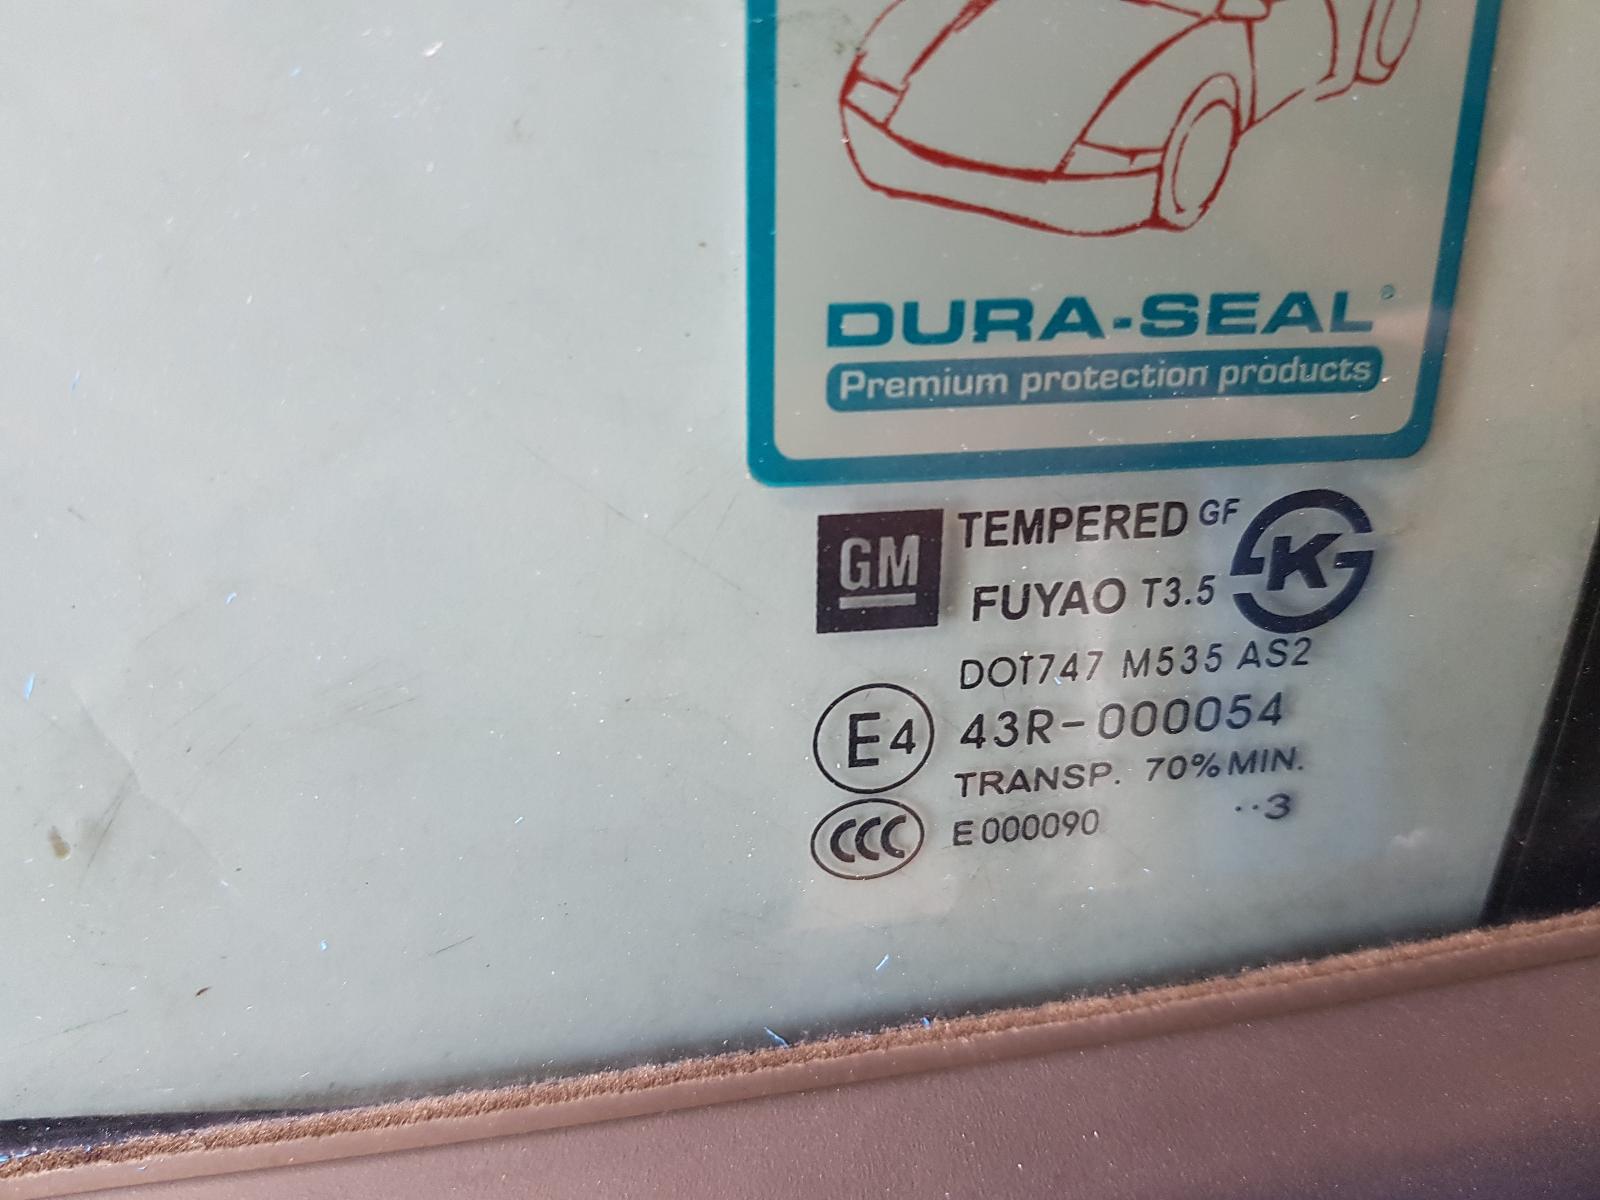 DURA-SEAL®
Premium protection products
GM TEMPERED GF K
FUYAO T3.5
DOT747 M535 AS2
E4 43R-000054
TRANSP. 70% MIN.
··3
CCC E000090